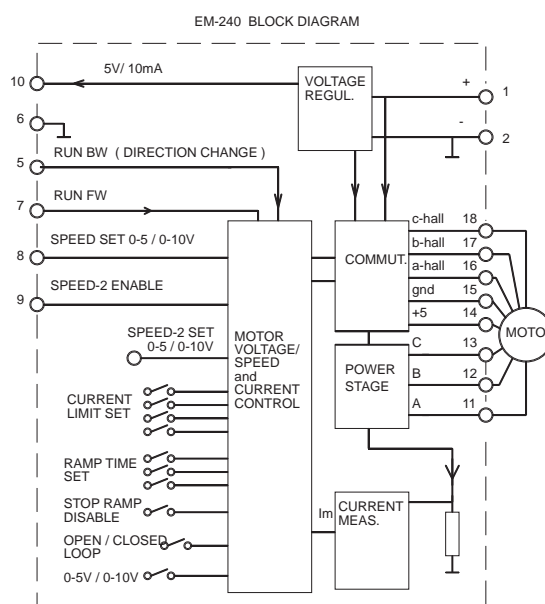 EM-240 BLOCK DIAGRAM
10
5V/ 10mA
VOLTAGE
REGUL.
+
1
6
-
2
5
RUN BW ( DIRECTION CHANGE )
7
RUN FW
8
SPEED SET 0-5 / 0-10V
9
SPEED-2 ENABLE
COMMUT.
c-hall
18
b-hall
17
a-hall
16
gnd
15
+5
14
MOTO
SPEED-2 SET
0-5 / 0-10V
MOTOR
VOLTAGE/
SPEED
and
CURRENT
CONTROL
POWER
STAGE
C
13
B
12
A
11
CURRENT
LIMIT SET
RAMP TIME
SET
STOP RAMP
DISABLE
OPEN / CLOSED
LOOP
0-5V / 0-10V
Im
CURRENT
MEAS.